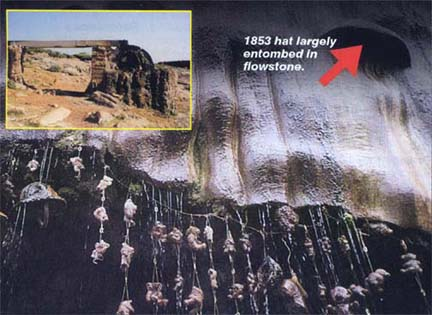 1853 hat largely
entombed in
flowstone.